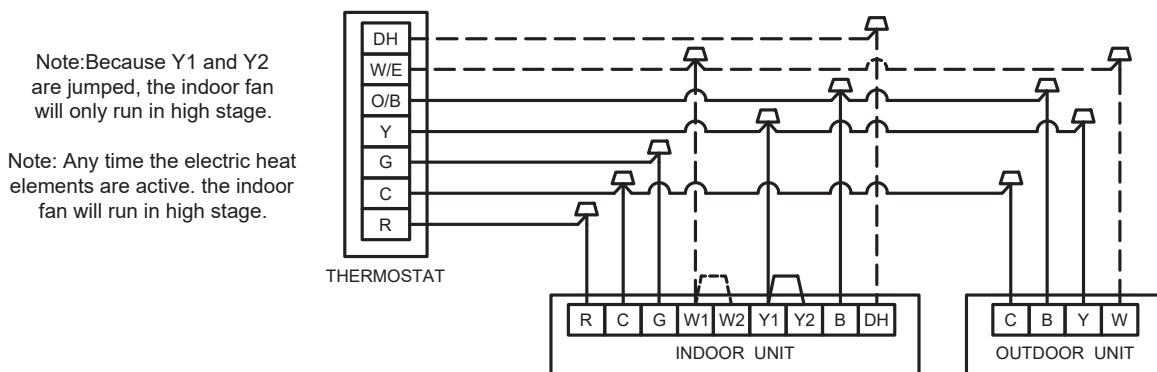 Note:Because Y1 and Y2
are jumped, the indoor fan
will only run in high stage.
Note: Any time the electric heat
elements are active. the indoor
fan will run in high stage.
DH
W/E
O/B
Y
G
C
R
THERMOSTAT
R C G W1 W2 Y1 Y2 B DH
INDOOR UNIT
C B Y W
OUTDOOR UNIT